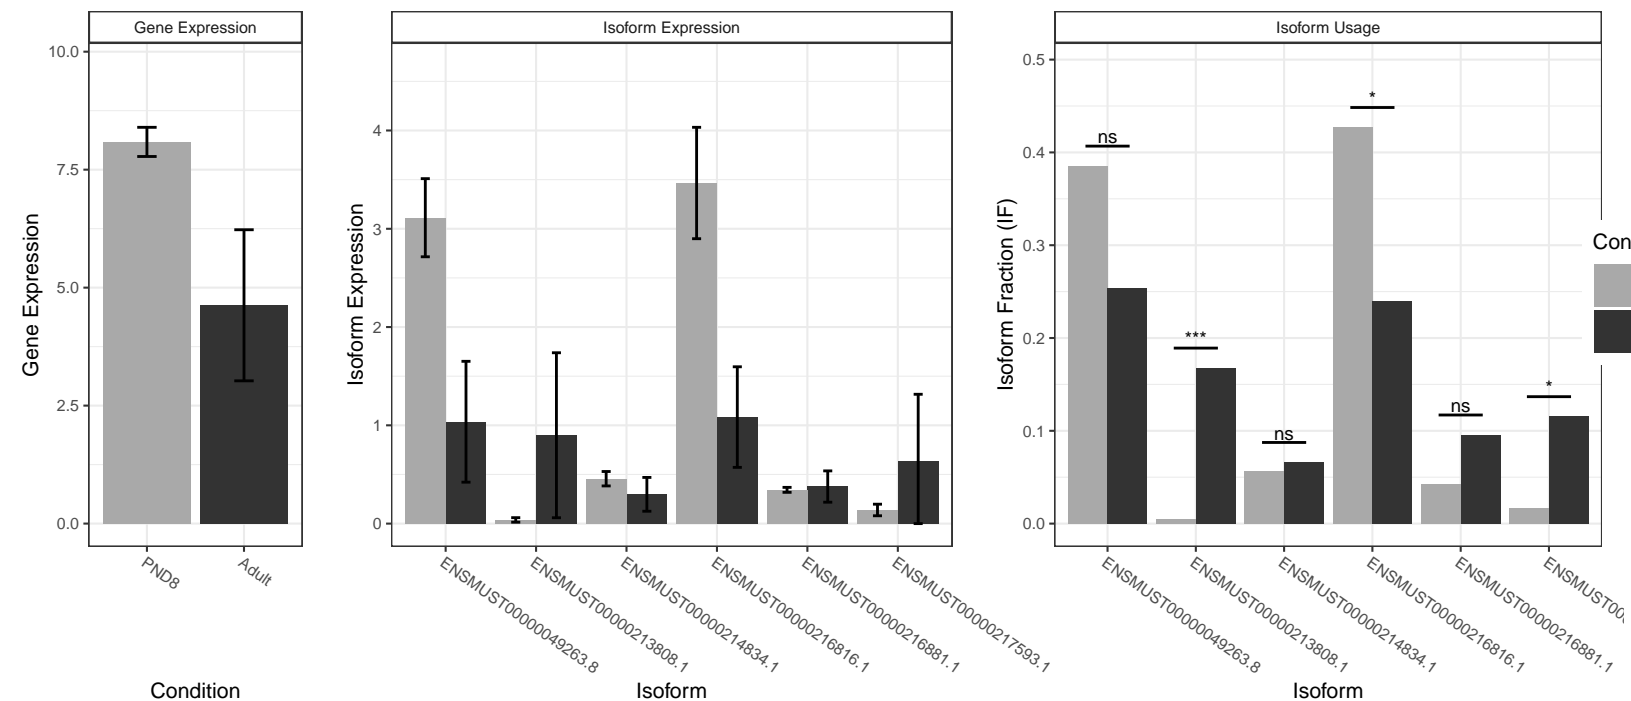 Gene Expression
Isoform Expression
Isoform Usage
Gene Expression
10.0
7.5
5.0
2.5
0.0
PND8
Adult
Condition
Isoform Expression
4
3
2
1
0
ENSMUST00000049263.8
ENSMUST00000213808.1
ENSMUST00000214834.1
ENSMUST00000216816.1
ENSMUST00000216881.1
ENSMUST00000217593.1
Isoform
Isoform Fraction (IF)
0.5
0.4
0.3
0.2
0.1
0.0
ns
***
ns
*
ns
*
ENSMUST00000049263.8
ENSMUST00000213808.1
ENSMUST00000214834.1
ENSMUST00000216816.1
ENSMUST00000216881.1
ENSMUST00
Isoform
Con